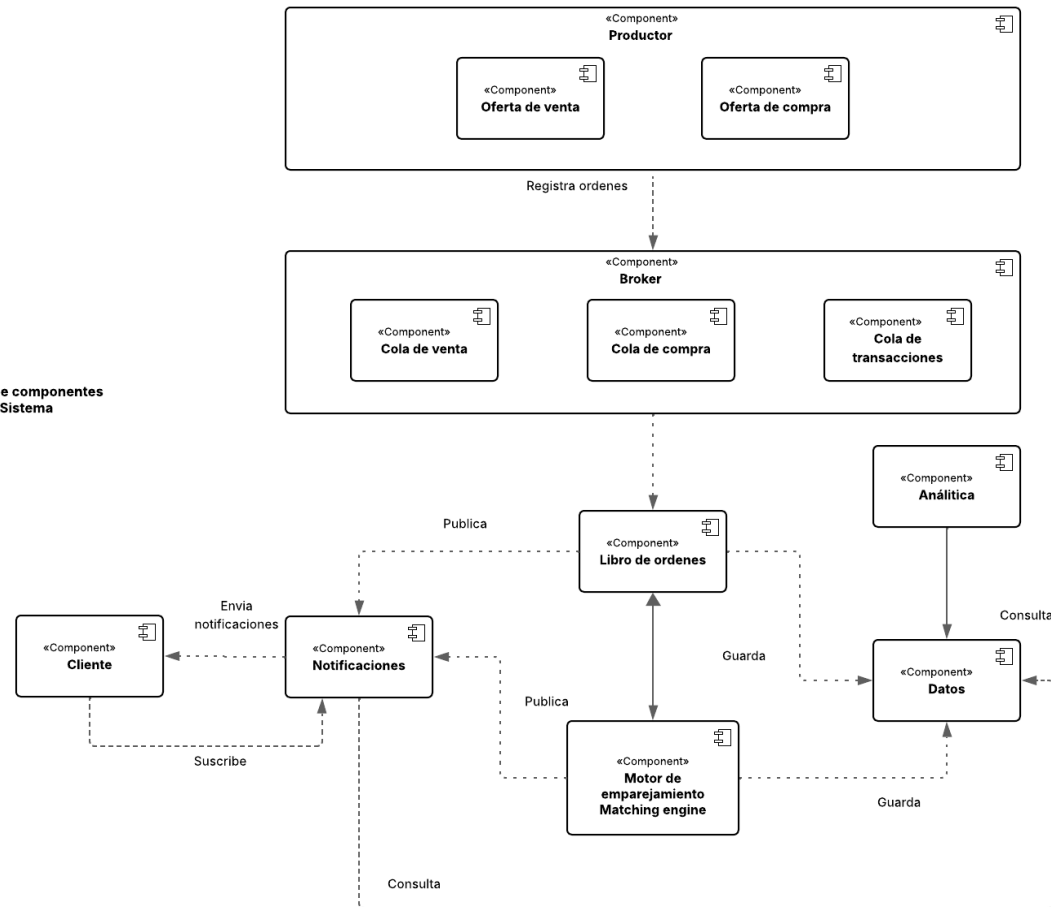 «Component»
Productor
«Component»
Oferta de venta
«Component»
Oferta de compra
Registra ordenes
«Component»
Broker
«Component»
Cola de venta
«Component»
Cola de compra
«Component»
Cola de
transacciones
e componentes
Sistema
«Component»
Análitica
Publica
«Component»
Libro de ordenes
Envia
notificaciones
Consulta
«Component»
Cliente
«Component»
Notificaciones
Guarda
«Component»
Datos
Publica
Suscribe
«Component»
Motor de
emparejamiento
Matching engine
Guarda
Consulta